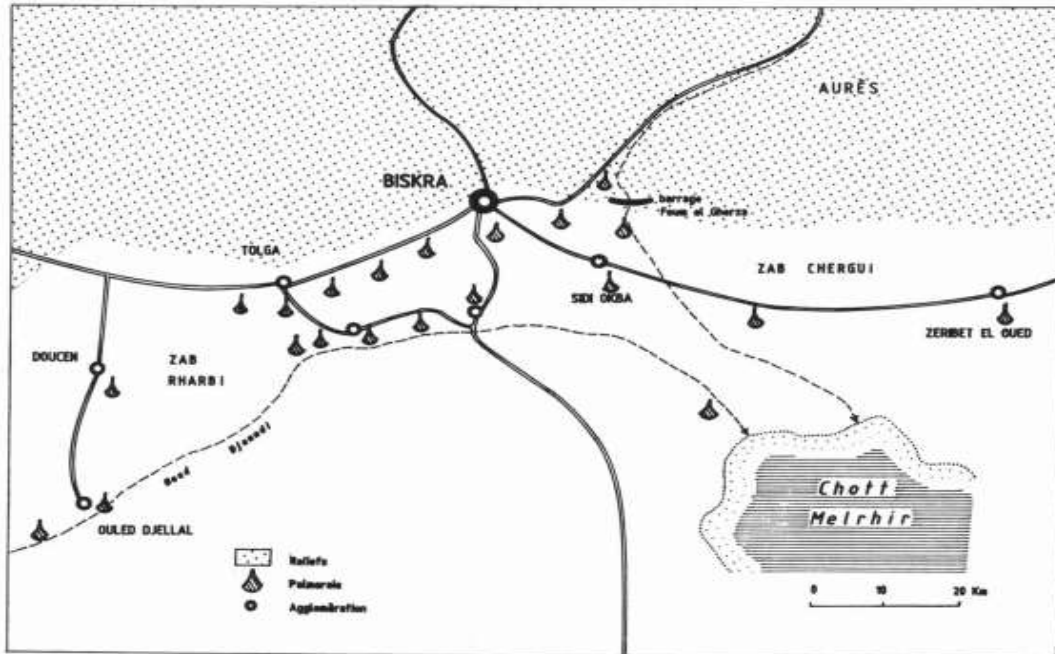 AURÈS
BISKRA
barrage
Foum el Gherza
TOLGA
ZAB CHERGUI
SIDI OKBA
ZERIBET EL OUED
DOUCEN
ZAB
RHARBI
Oued Djenndi
Chott
Melrhir
OULED DJELLAL
Reliefs
Palmeraie
Agglomération
0 10 20 Km